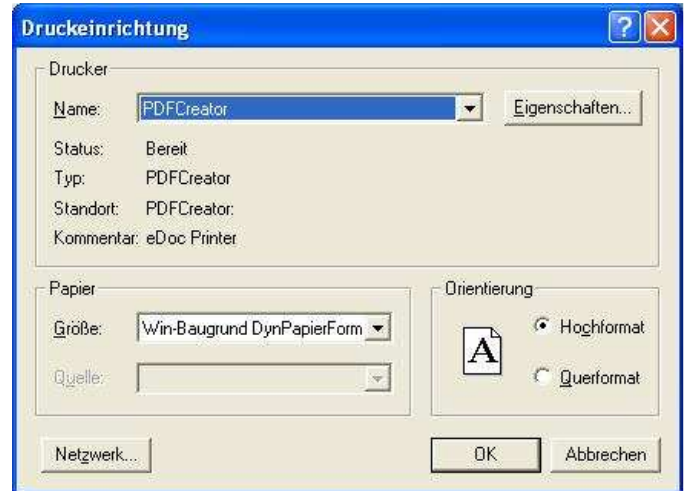 Druckeinrichtung
Drucker
Name: PDFCreator Eigenschaften...
Status: Bereit
Typ: PDFCreator
Standort: PDFCreator:
Kommentar: eDoc Printer
Papier
Größe: Win-Baugrund DynPapierForm
Quelle:
Orientierung
A
Hochformat
Querformat
Netzwerk... OK Abbrechen